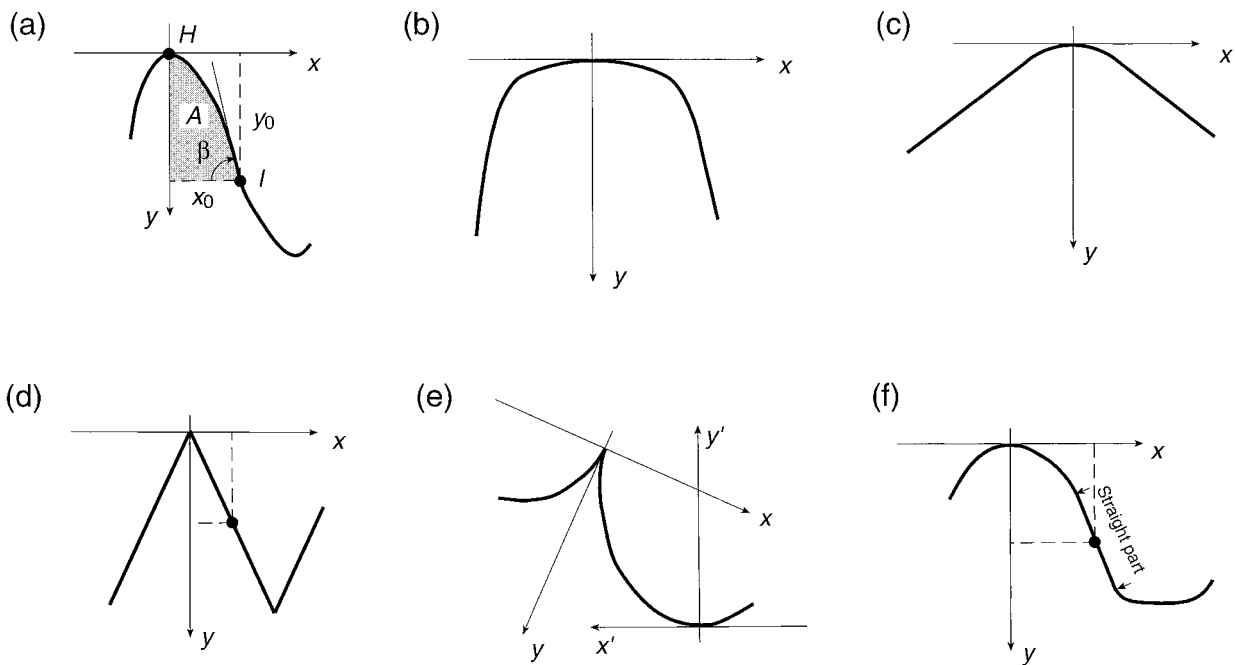 (a)
H
x
A
y0
β
I
x0
y
(b)
x
y
(c)
x
y
(d)
x
y
(e)
y'
x
y
x'
(f)
x
Straight part
y